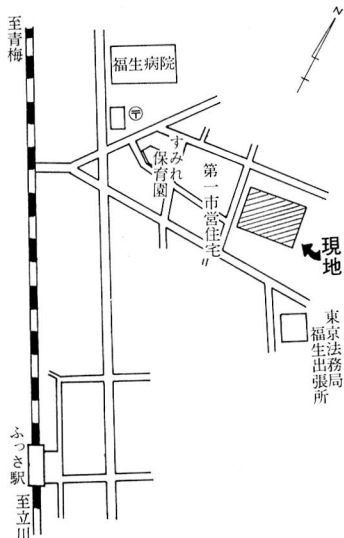 至青梅
N
福生病院
〒
すみれ
保育園
第一市営住宅
〃
現地
東京法務局
福生出張所
ふっさ駅
至立川